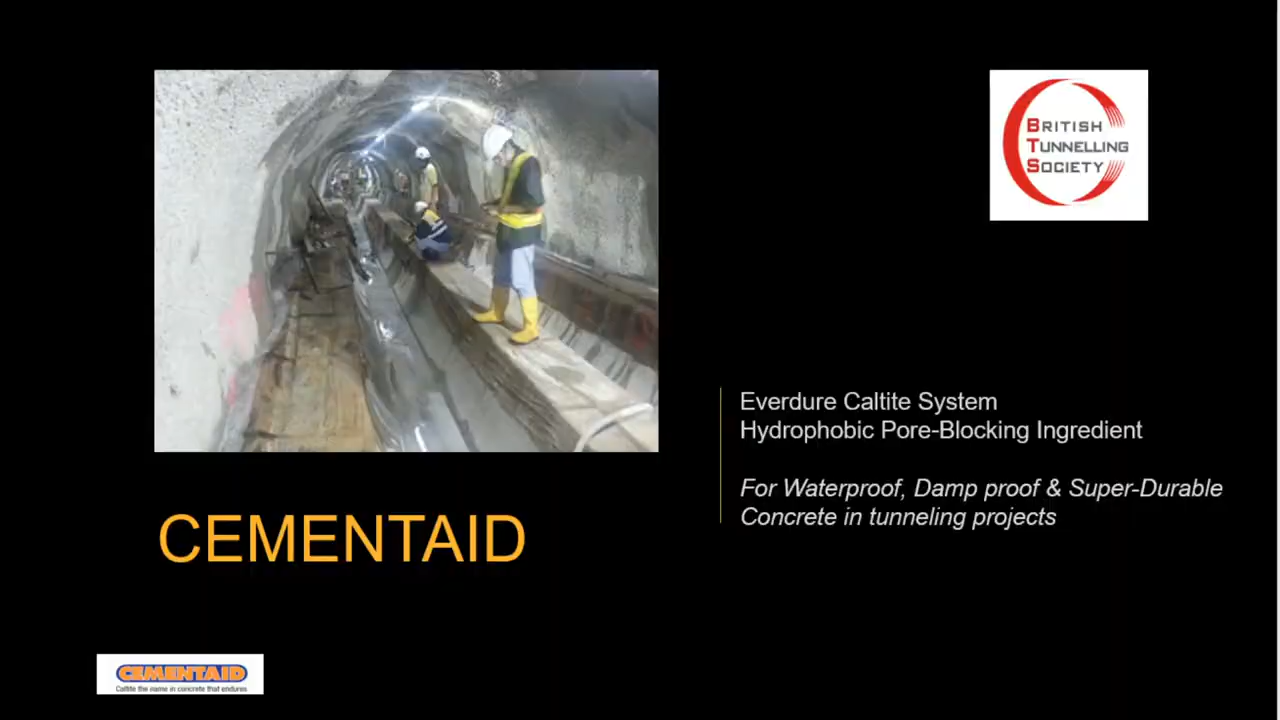 BRITISH
TUNNELLING
SOCIETY
Everdure Caltite System
Hydrophobic Pore-Blocking Ingredient
For Waterproof, Damp proof & Super-Durable
Concrete in tunneling projects
CEMENTAID
CEMENTAID
Caltite the name in concrete that endures